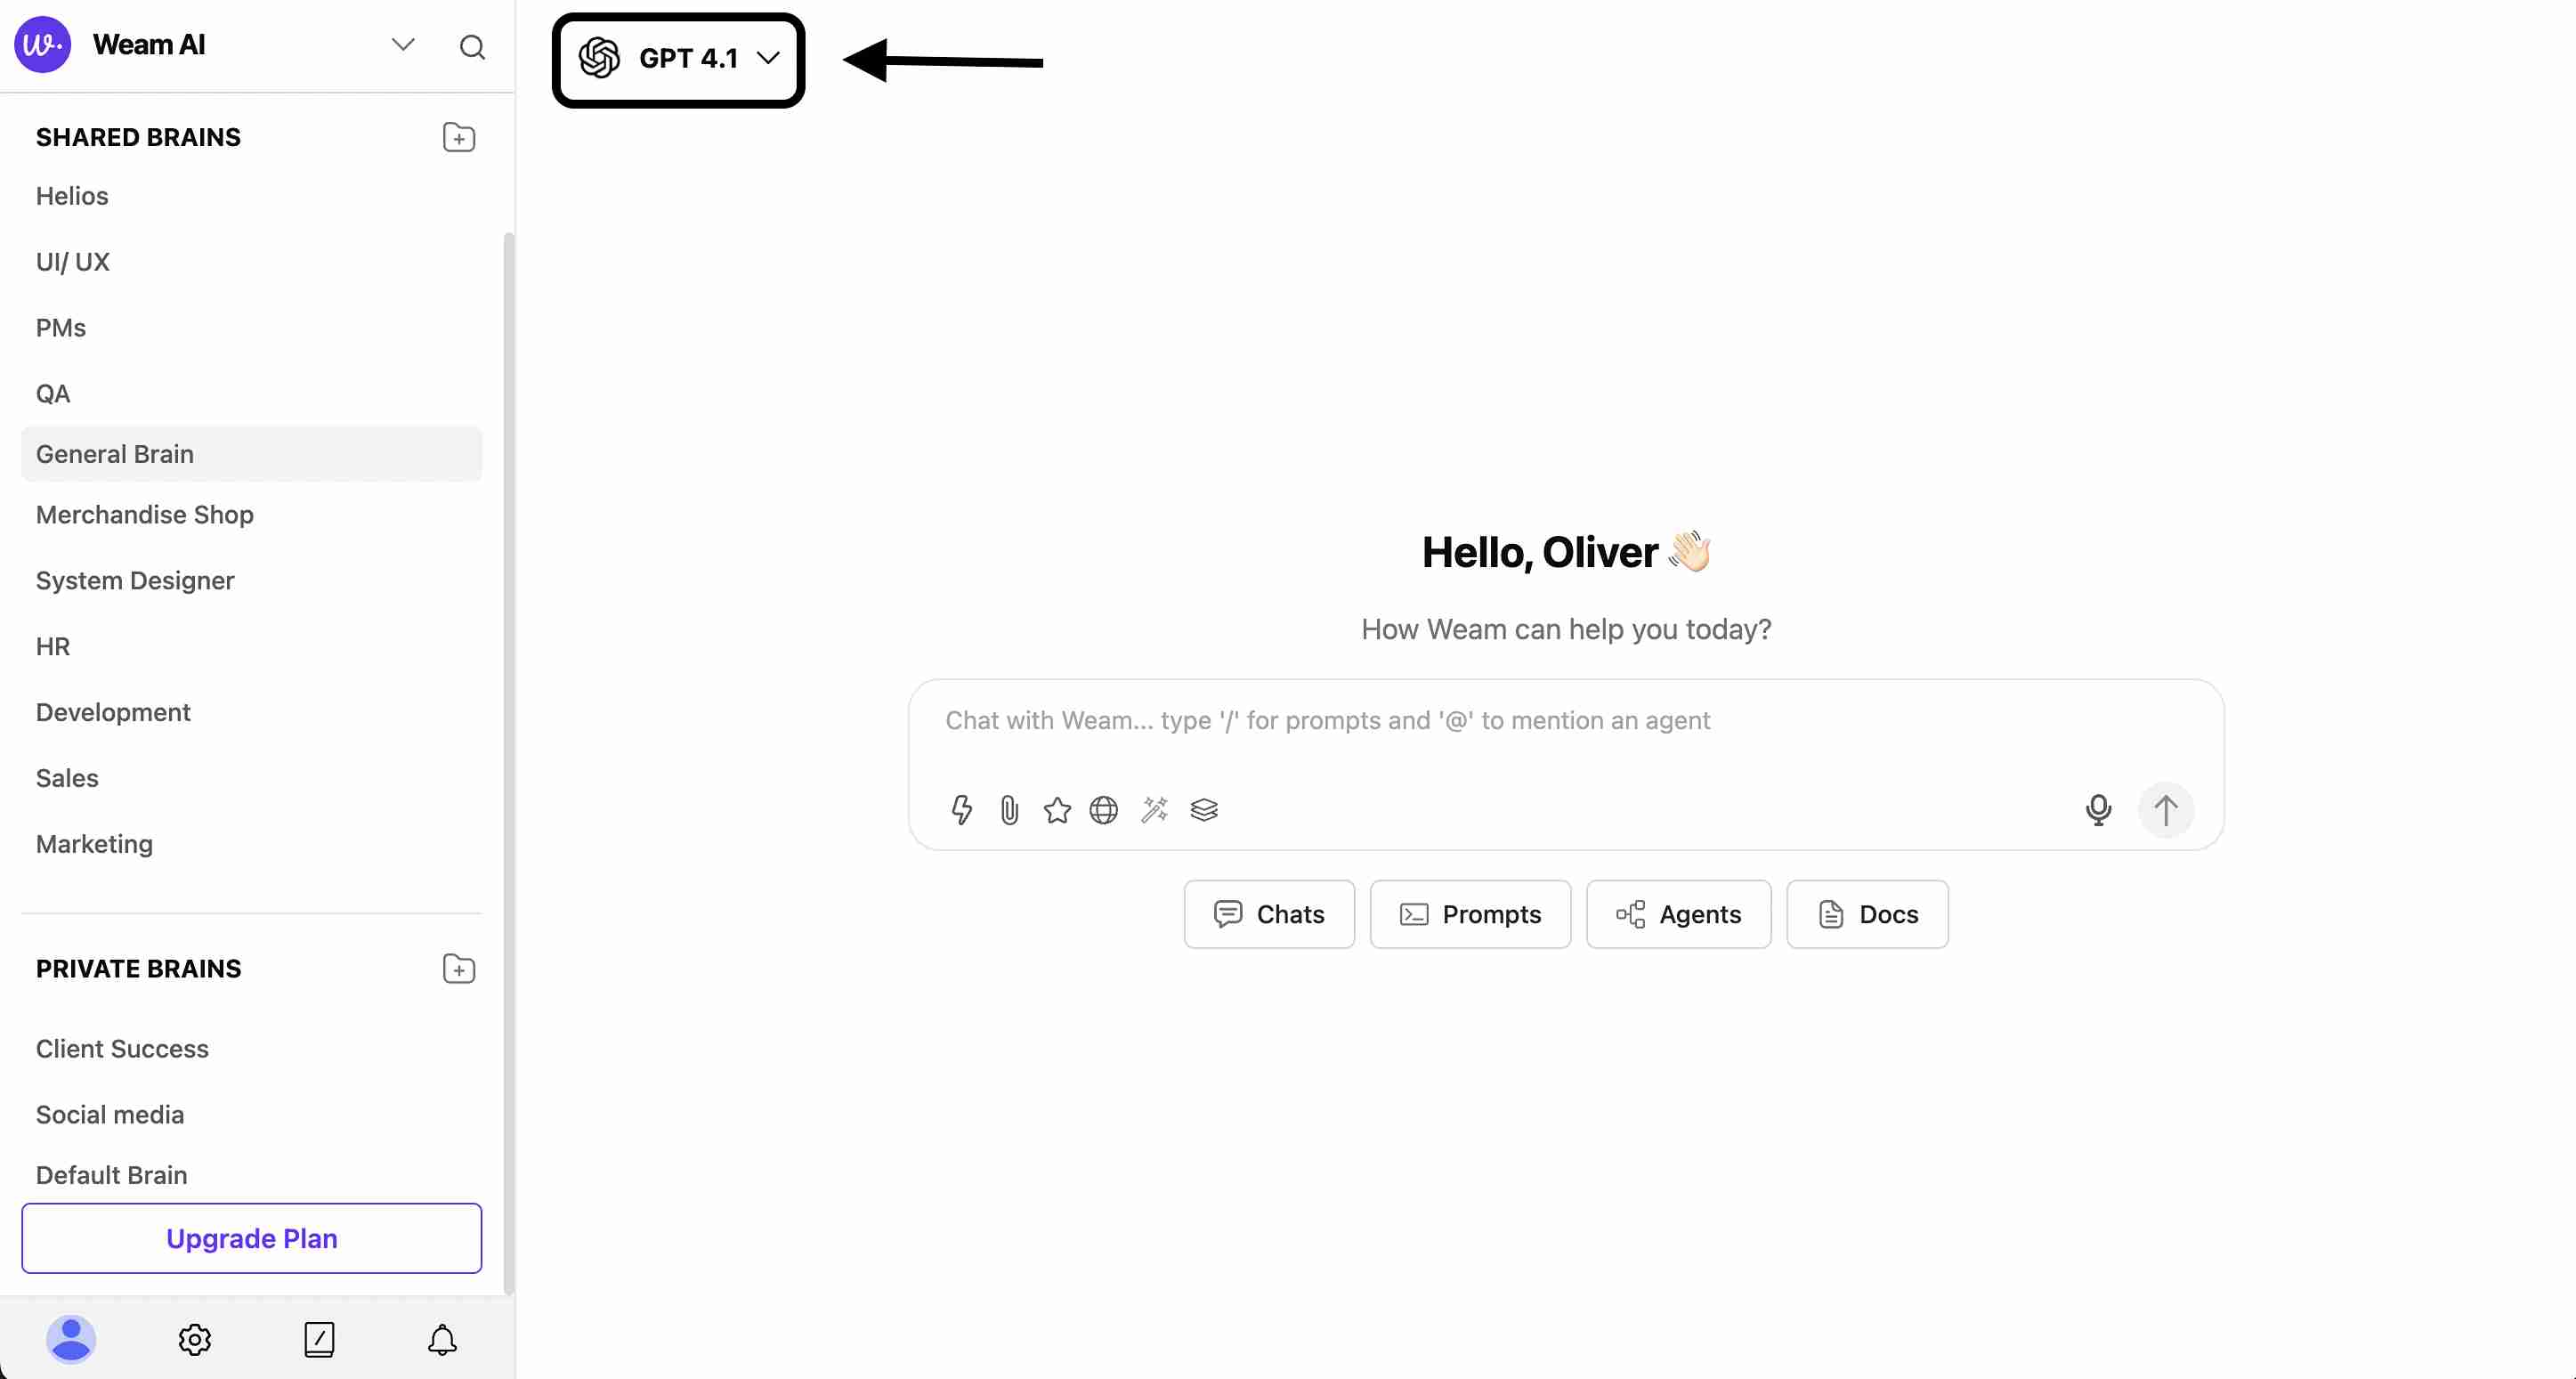 Weam AI
SHARED BRAINS
Helios
UI/ UX
PMs
QA
General Brain
Merchandise Shop
System Designer
HR
Development
Sales
Marketing
PRIVATE BRAINS
Client Success
Social media
Default Brain
Upgrade Plan
GPT 4.1
Hello, Oliver 👋🏻
How Weam can help you today?
Chat with Weam... type '/' for prompts and '@' to mention an agent
Chats
Prompts
Agents
Docs